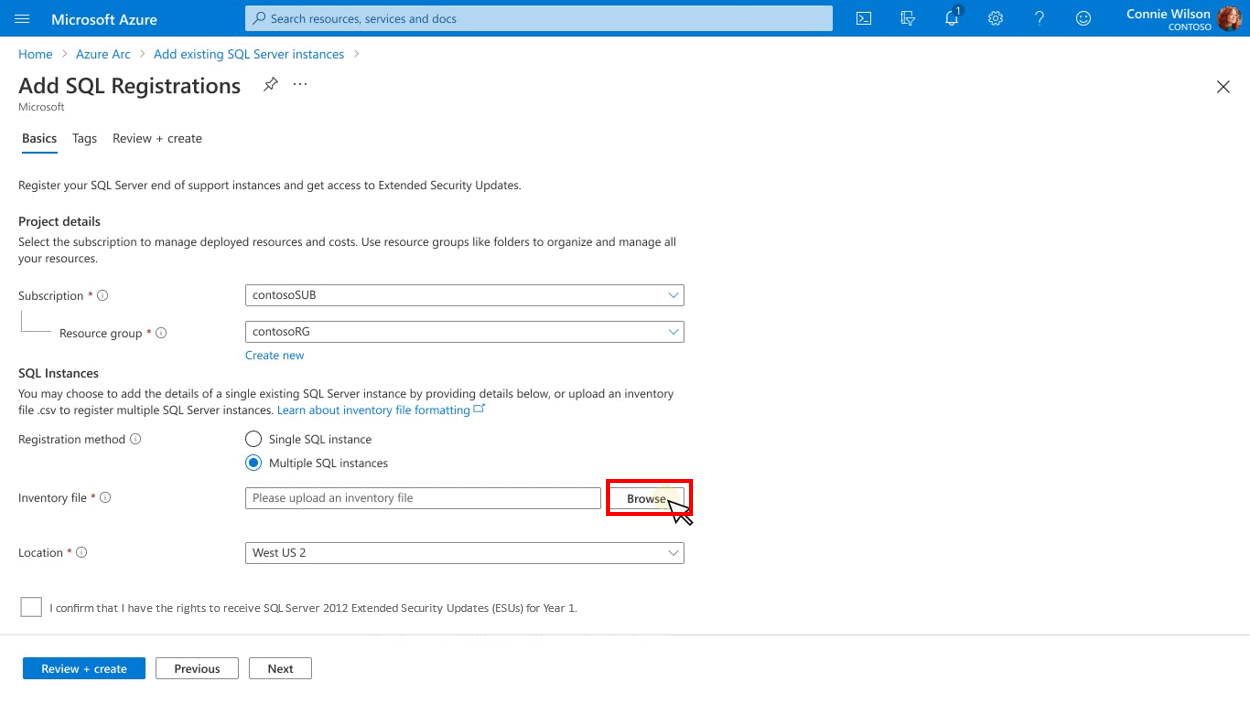 Microsoft Azure
Search resources, services and docs
1
Connie Wilson
CONTOSO
Home > Azure Arc > Add existing SQL Server instances >
Add SQL Registrations
Microsoft
Basics Tags Review + create
Register your SQL Server end of support instances and get access to Extended Security Updates.
Project details
Select the subscription to manage deployed resources and costs. Use resource groups like folders to organize and manage all
your resources.
Subscription *
contosoSUB
Resource group *
contosoRG
Create new
SQL Instances
You may choose to add the details of a single existing SQL Server instance by providing details below, or upload an inventory
file .csv to register multiple SQL Server instances. Learn about inventory file formatting
Registration method
Single SQL instance
Multiple SQL instances
Inventory file *
Please upload an inventory file
Browse
Location *
West US 2
I confirm that I have the rights to receive SQL Server 2012 Extended Security Updates (ESUs) for Year 1.
Review + create
Previous
Next